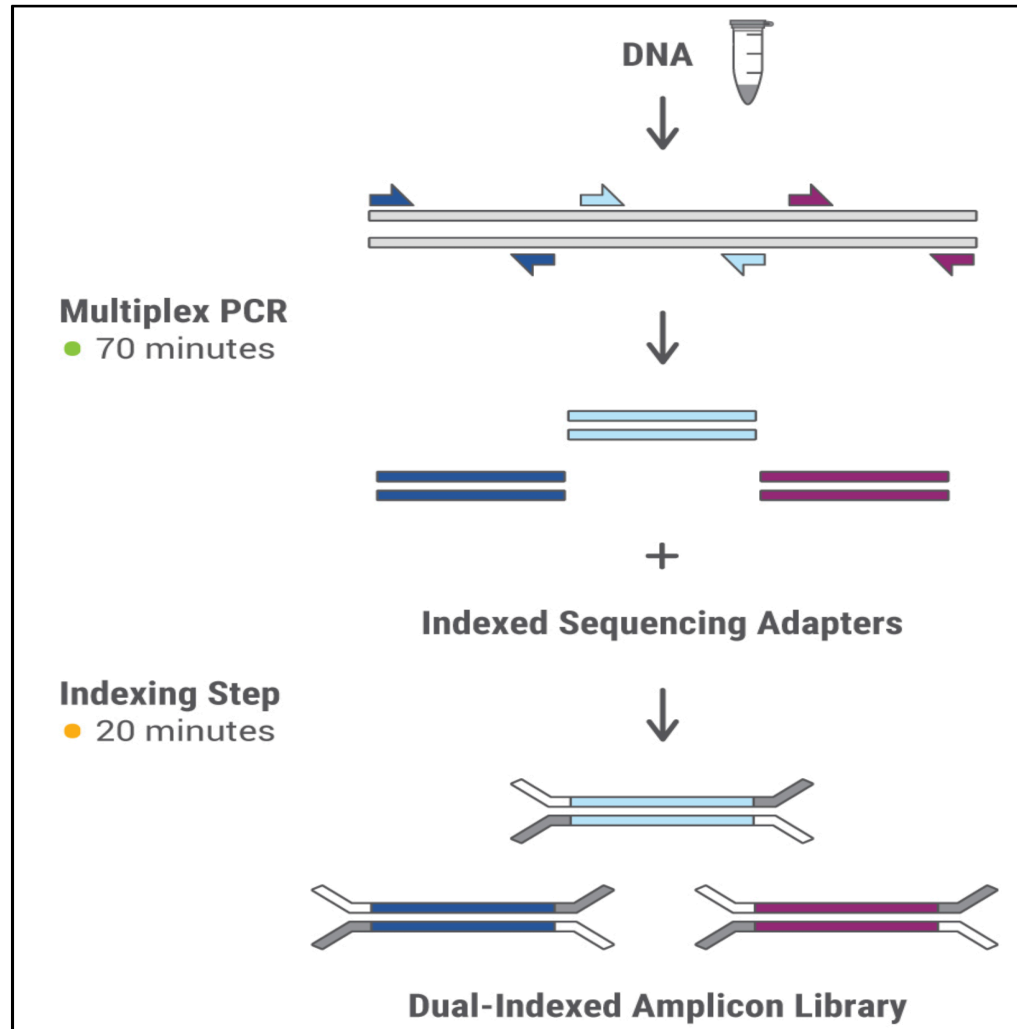 DNA
Multiplex PCR
70 minutes
+
Indexed Sequencing Adapters
Indexing Step
20 minutes
Dual-Indexed Amplicon Library